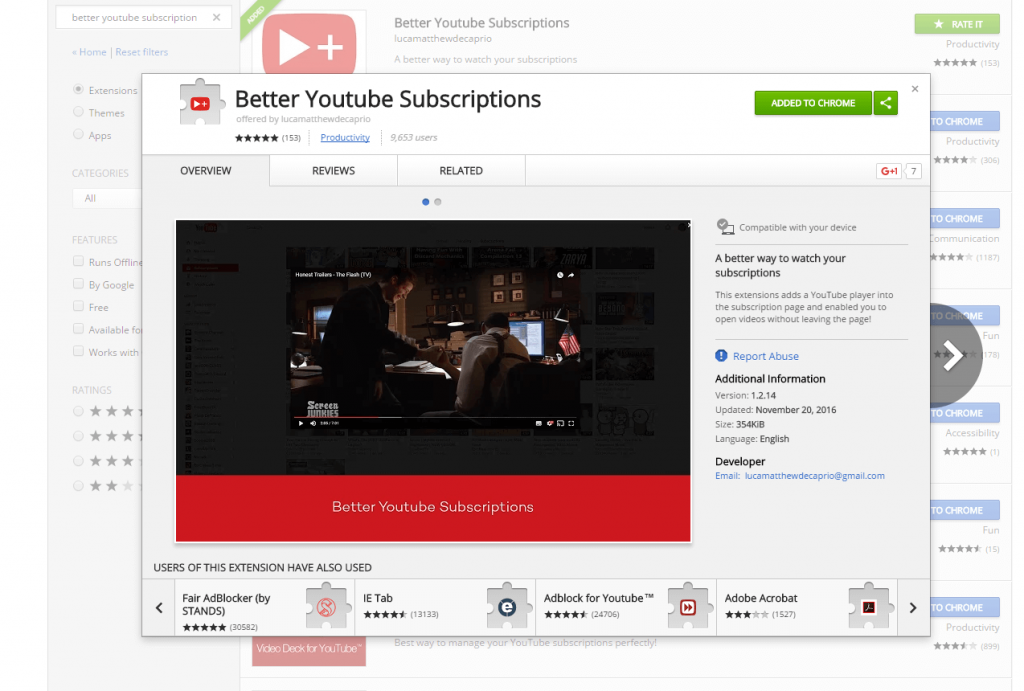 better youtube subscription
« Home | Reset filters
Extensions
Themes
Apps
CATEGORIES
All
FEATURES
Runs Offline
By Google
Free
Available fo
Works with
RATINGS
ADDED
Better Youtube Subscriptions
lucamatthewdecaprio
A better way to watch your subscriptions
RATE IT
Productivity
(153)
Better Youtube Subscriptions
offered by lucamatthewdecaprio
(153)
Productivity
9,653 users
ADDED TO CHROME
OVERVIEW
REVIEWS
RELATED
G+1
7
Honest Trailers - The Flash (TV)
SCREEN
JUNKIES
Better Youtube Subscriptions
Compatible with your device
A better way to watch your
subscriptions
This extensions adds a YouTube player into
the subscription page and enabled you to
open videos without leaving the page!
Report Abuse
Additional Information
Version: 1.2.14
Updated: November 20, 2016
Size: 354KiB
Language: English
Developer
Email: lucamatthewdecaprio@gmail.com
USERS OF THIS EXTENSION HAVE ALSO USED
Fair AdBlocker (by
STANDS)
(30582)
IE Tab
(13133)
Adblock for Youtube™
(24706)
Adobe Acrobat
(1527)
TO CHROME
Productivity
(306)
TO CHROME
Communication
(1187)
TO CHROME
Fun
(178)
TO CHROME
Accessibility
(1)
TO CHROME
Fun
(15)
TO CHROME
Productivity
(899)
Video Deck for YouTube™
Best way to manage your YouTube subscriptions perfectly!